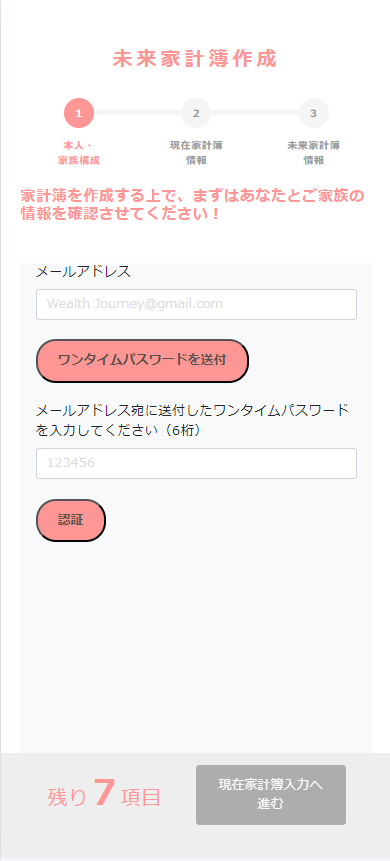 未来家計簿作成
1
2
3
本人・
家族構成
現在家計簿
情報
未来家計簿
情報
家計簿を作成する上で、まずはあなたとご家族の
情報を確認させてください！
メールアドレス
Wealth Journey@gmail.com
ワンタイムパスワードを送付
メールアドレス宛に送付したワンタイムパスワード
を入力してください（6桁）
123456
認証
残り7項目
現在家計簿入力へ
進む